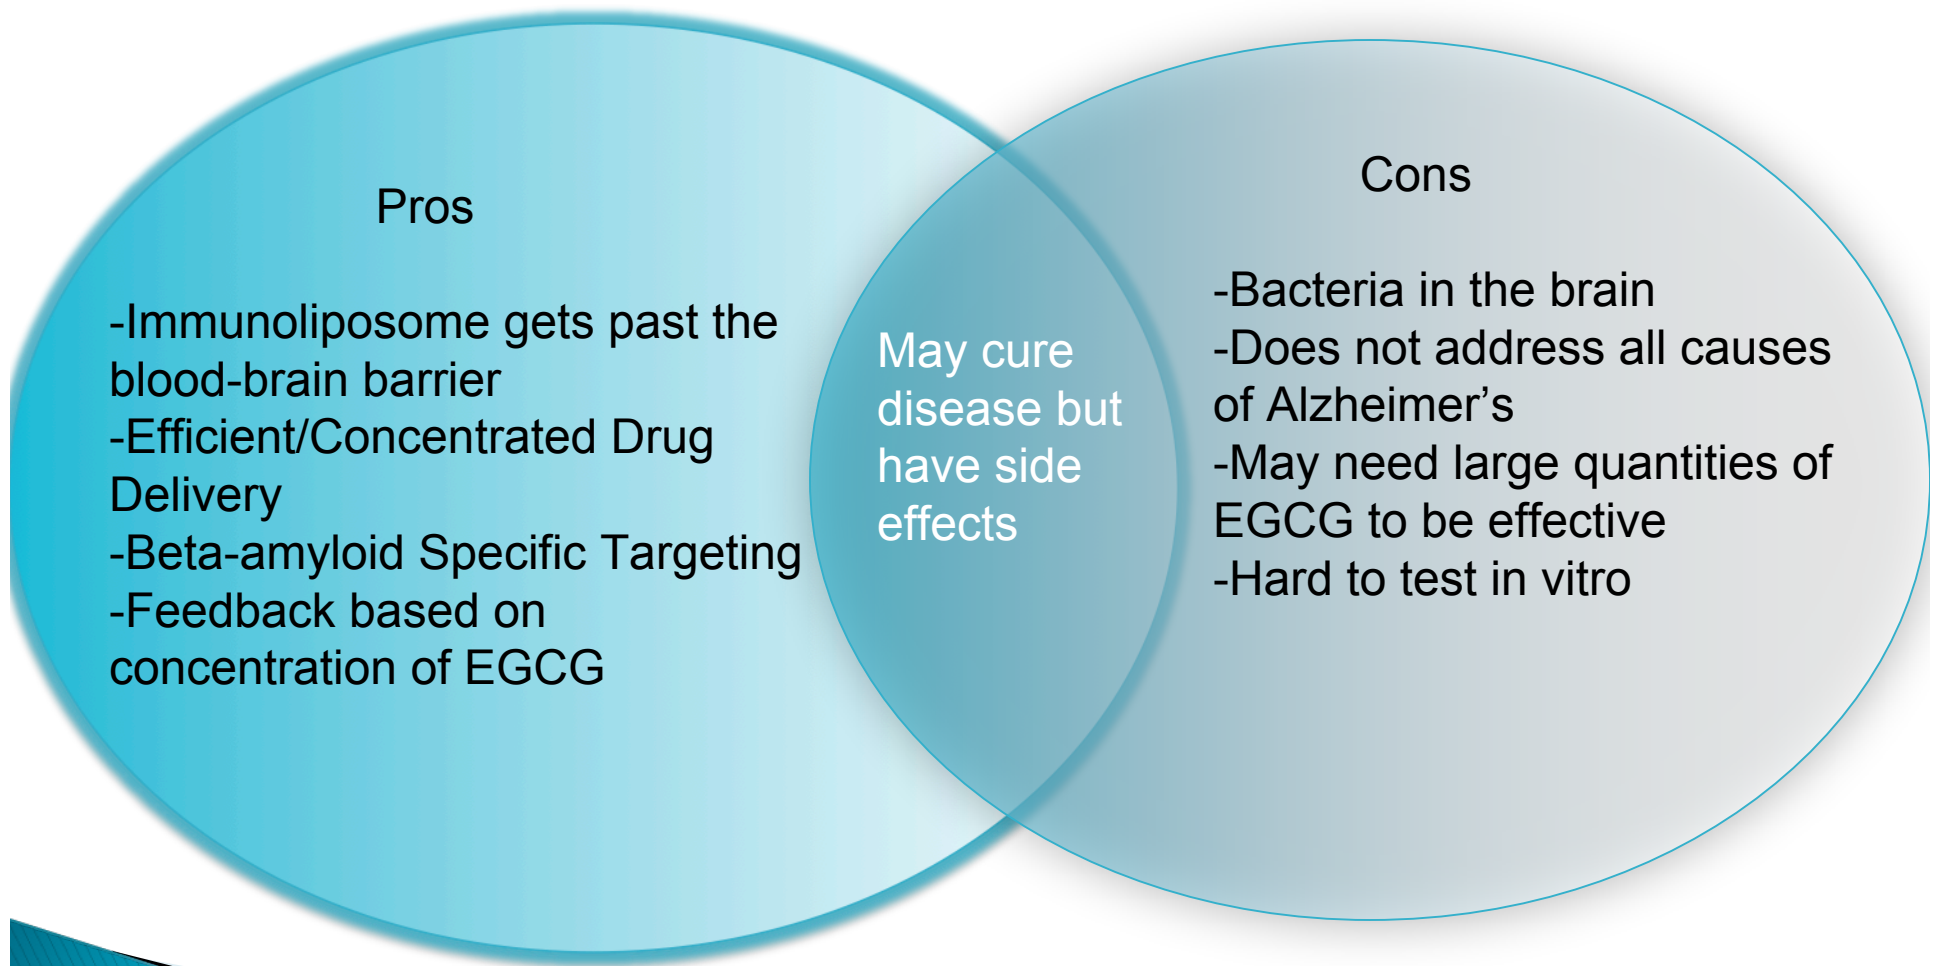 Pros
-Immunoliposome gets past the
blood-brain barrier
-Efficient/Concentrated Drug
Delivery
-Beta-amyloid Specific Targeting
-Feedback based on
concentration of EGCG
May cure
disease but
have side
effects
Cons
-Bacteria in the brain
-Does not address all causes
of Alzheimer’s
-May need large quantities of
EGCG to be effective
-Hard to test in vitro